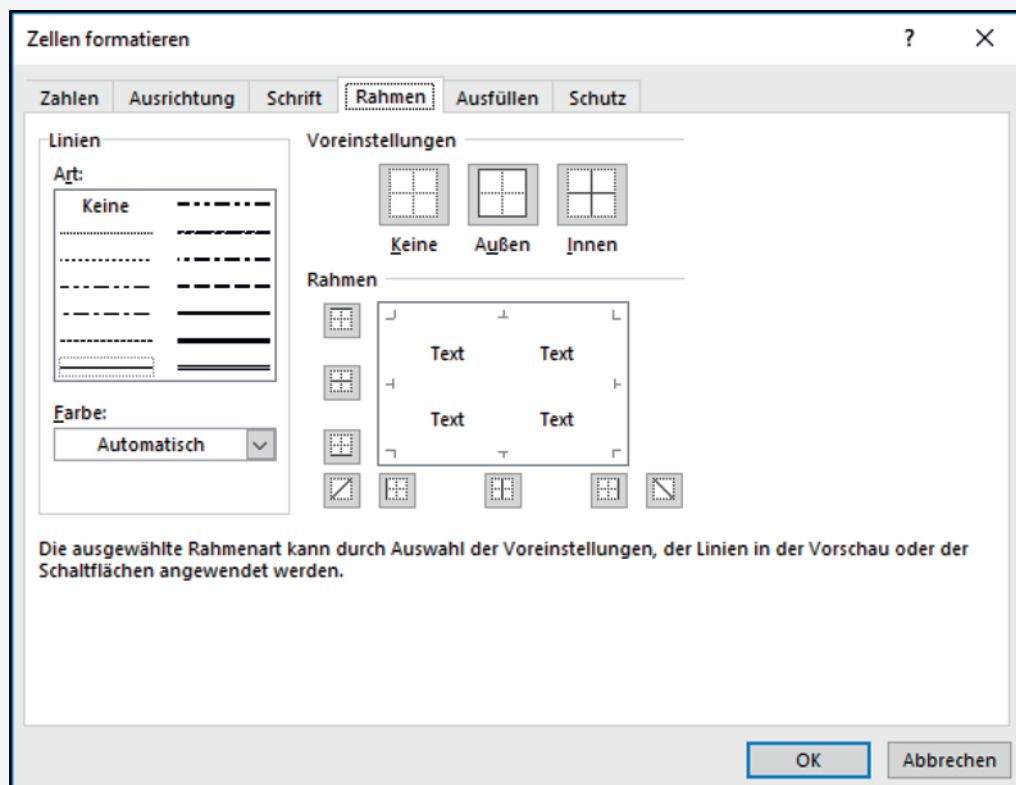 Zellen formatieren
?
Zahlen Ausrichtung Schrift Rahmen Ausfüllen Schutz
Linien
Art:
Keine
Farbe:
Automatisch
Voreinstellungen
Keine Außen Innen
Rahmen
Text Text
Text Text
Die ausgewählte Rahmenart kann durch Auswahl der Voreinstellungen, der Linien in der Vorschau oder der
Schaltflächen angewendet werden.
OK Abbrechen